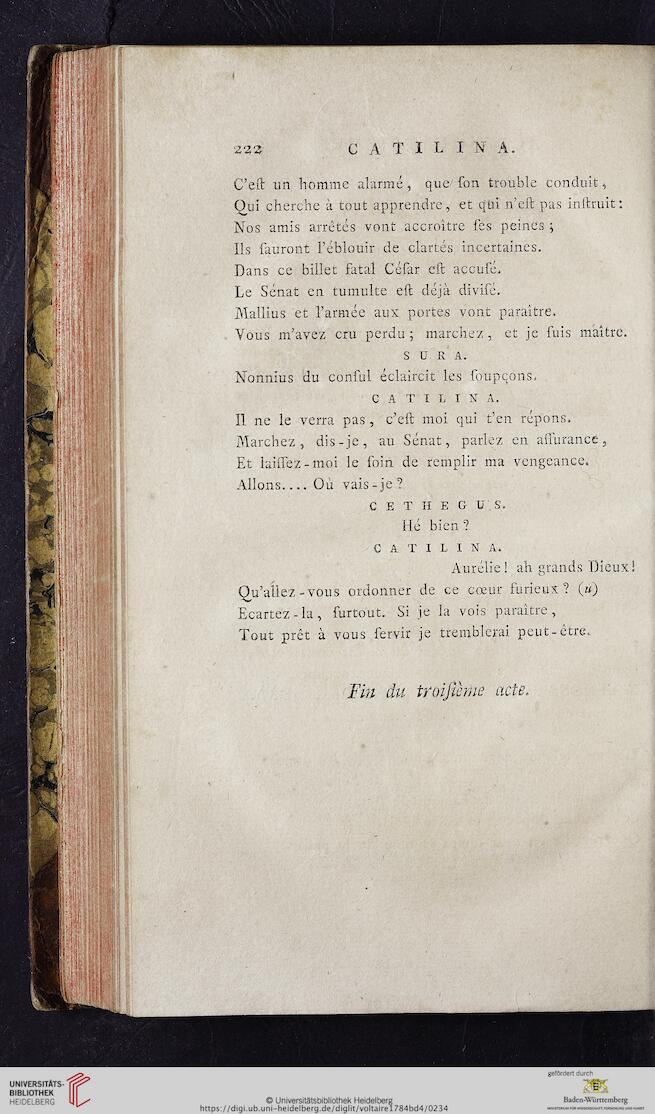 222 CATILINA.
C'eſt un homme alarmé, que ſon trouble conduit,
Qui cherche à tout apprendre, et qui n'eſt pas inſtruit:
Nos amis arrêtés vont accroître ſes peines;
Ils ſauront l'éblouir de clartés incertaines.
Dans ce billet fatal Céſar eſt accuſé.
Le Sénat en tumulte eſt déjà diviſé.
Mallius et l'armée aux portes vont paraître.
Vous m'avez cru perdu; marchez, et je ſuis maître.
SURA.
Nonnius du conſul éclaircit les ſoupçons.
CATILINA.
Il ne le verra pas, c'eſt moi qui t'en répons.
Marchez, dis-je, au Sénat, parlez en aſſurance,
Et laiſſez-moi le ſoin de remplir ma vengeance.
Allons.... Où vais-je?
CETHEGUS.
Hé bien?
CATILINA.
Aurélie! ah grands Dieux!
Qu'allez-vous ordonner de ce cœur furieux? (u)
Ecartez-la, ſurtout. Si je la vois paraître,
Tout prêt à vous ſervir je tremblerai peut-être.
Fin du troiſième acte.
UNIVERSITÄTS-
BIBLIOTHEK
HEIDELBERG
© Universitätsbibliothek Heidelberg
https://digi.ub.uni-heidelberg.de/diglit/voltaire1784bd4/0234
gefördert durch
Baden-Württemberg
MINISTERIUM FÜR WISSENSCHAFT, FORSCHUNG UND KUNST